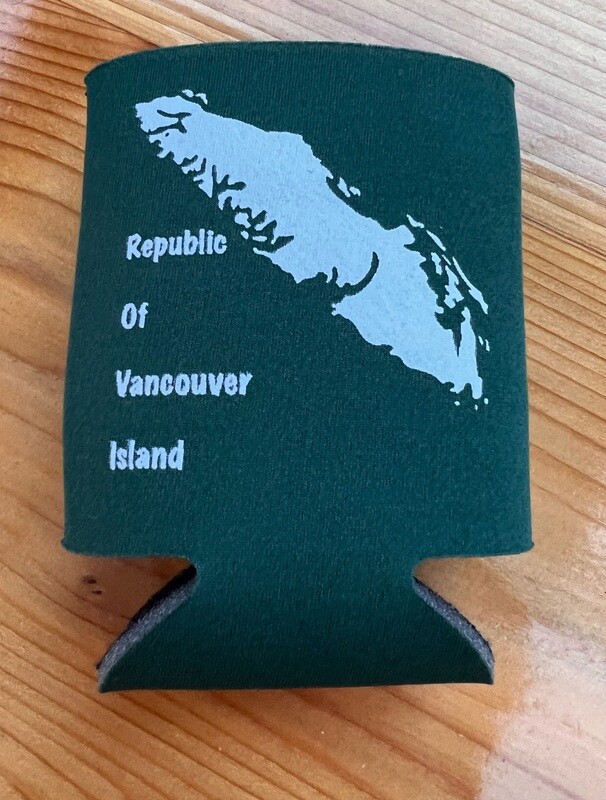 Republic
Of
Vancouver
Island